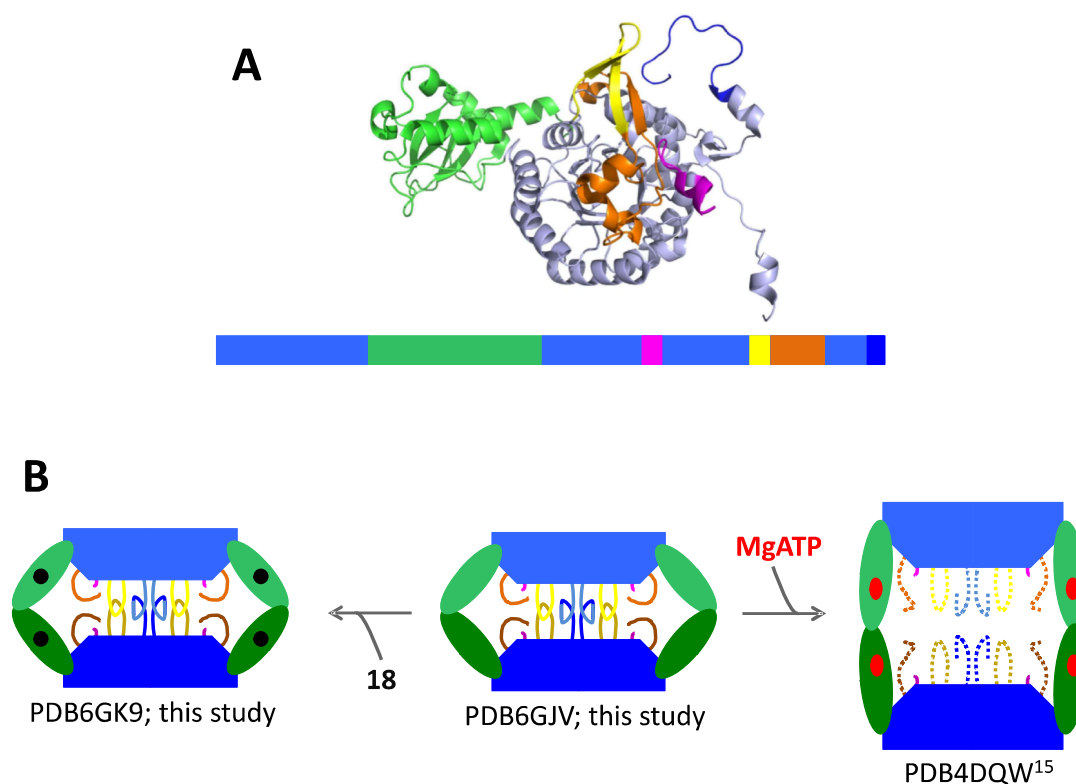 A
B
MgATP
18
PDB6GK9; this study
PDB6GJV; this study
PDB4DQW15